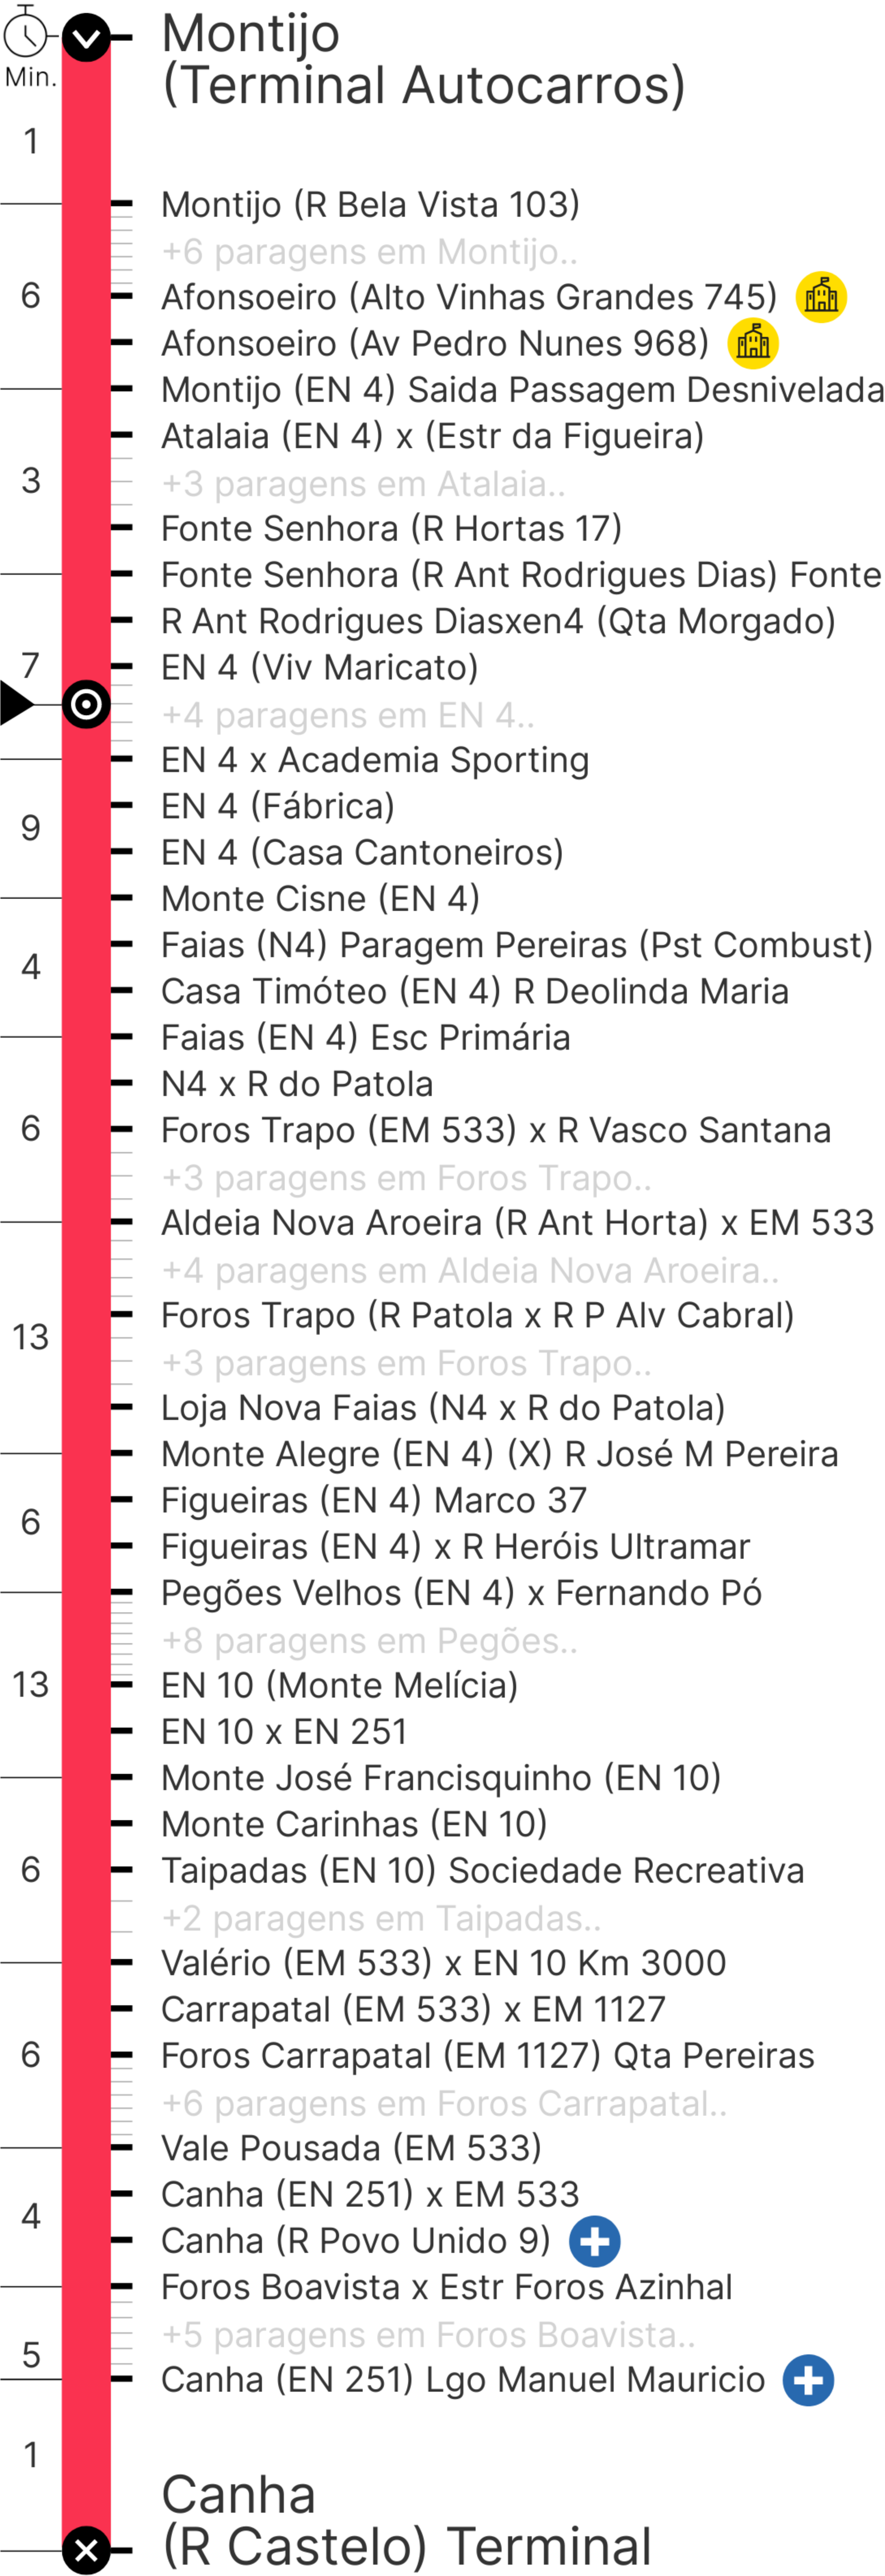 Montijo
(Terminal Autocarros)
Min.
1
Montijo (R Bela Vista 103)
+6 paragens em Montijo..
6
Afonsoeiro (Alto Vinhas Grandes 745)
Afonsoeiro (Av Pedro Nunes 968)
Montijo (EN 4) Saida Passagem Desnivelada
Atalaia (EN 4) x (Estr da Figueira)
3
+3 paragens em Atalaia..
Fonte Senhora (R Hortas 17)
Fonte Senhora (R Ant Rodrigues Dias) Fonte
R Ant Rodrigues Diasxen4 (Qta Morgado)
7
EN 4 (Viv Maricato)
+4 paragens em EN 4..
EN 4 x Academia Sporting
EN 4 (Fábrica)
9
EN 4 (Casa Cantoneiros)
Monte Cisne (EN 4)
Faias (N4) Paragem Pereiras (Pst Combust)
4
Casa Timóteo (EN 4) R Deolinda Maria
Faias (EN 4) Esc Primária
N4 x R do Patola
6
Foros Trapo (EM 533) x R Vasco Santana
+3 paragens em Foros Trapo..
Aldeia Nova Aroeira (R Ant Horta) x EM 533
+4 paragens em Aldeia Nova Aroeira..
Foros Trapo (R Patola x R P Alv Cabral)
13
+3 paragens em Foros Trapo..
Loja Nova Faias (N4 x R do Patola)
Monte Alegre (EN 4) (X) R José M Pereira
Figueiras (EN 4) Marco 37
6
Figueiras (EN 4) x R Heróis Ultramar
Pegões Velhos (EN 4) x Fernando Pó
+8 paragens em Pegões..
13
EN 10 (Monte Melícia)
EN 10 x EN 251
Monte José Francisquinho (EN 10)
Monte Carinhas (EN 10)
6
Taipadas (EN 10) Sociedade Recreativa
+2 paragens em Taipadas..
Valério (EM 533) x EN 10 Km 3000
Carrapatal (EM 533) x EM 1127
6
Foros Carrapatal (EM 1127) Qta Pereiras
+6 paragens em Foros Carrapatal..
Vale Pousada (EM 533)
Canha (EN 251) x EM 533
4
Canha (R Povo Unido 9)
Foros Boavista x Estr Foros Azinhal
+5 paragens em Foros Boavista..
5
Canha (EN 251) Lgo Manuel Mauricio
1
Canha
(R Castelo) Terminal